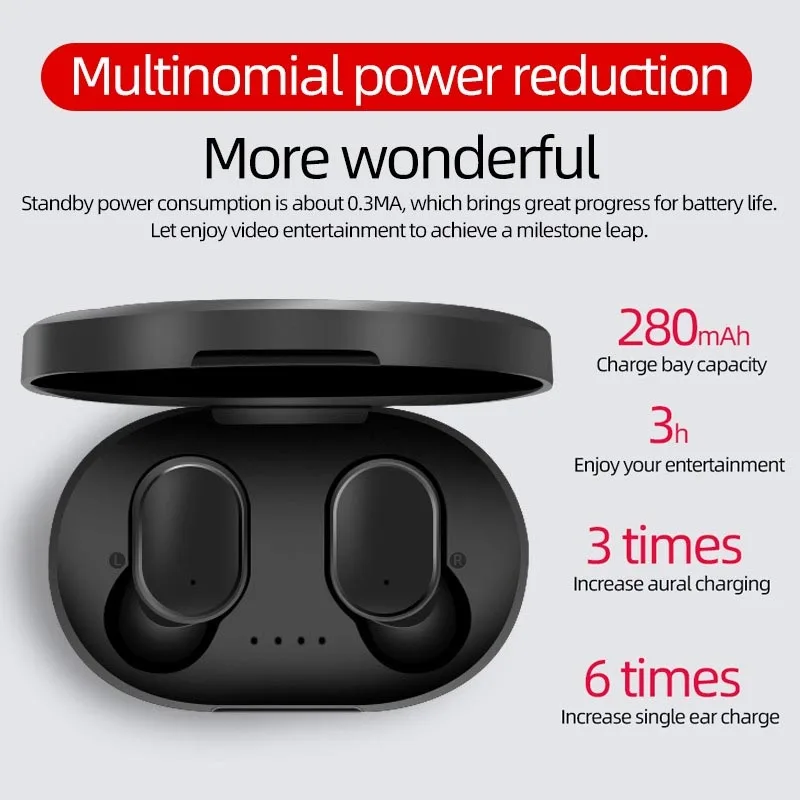 Multinomial power reduction
More wonderful
Standby power consumption is about 0.3MA, which brings great progress for battery life.
Let enjoy video entertainment to achieve a milestone leap.
280mAh
Charge bay capacity
3h
Enjoy your entertainment
L
R
3 times
Increase aural charging
6 times
Increase single ear charge